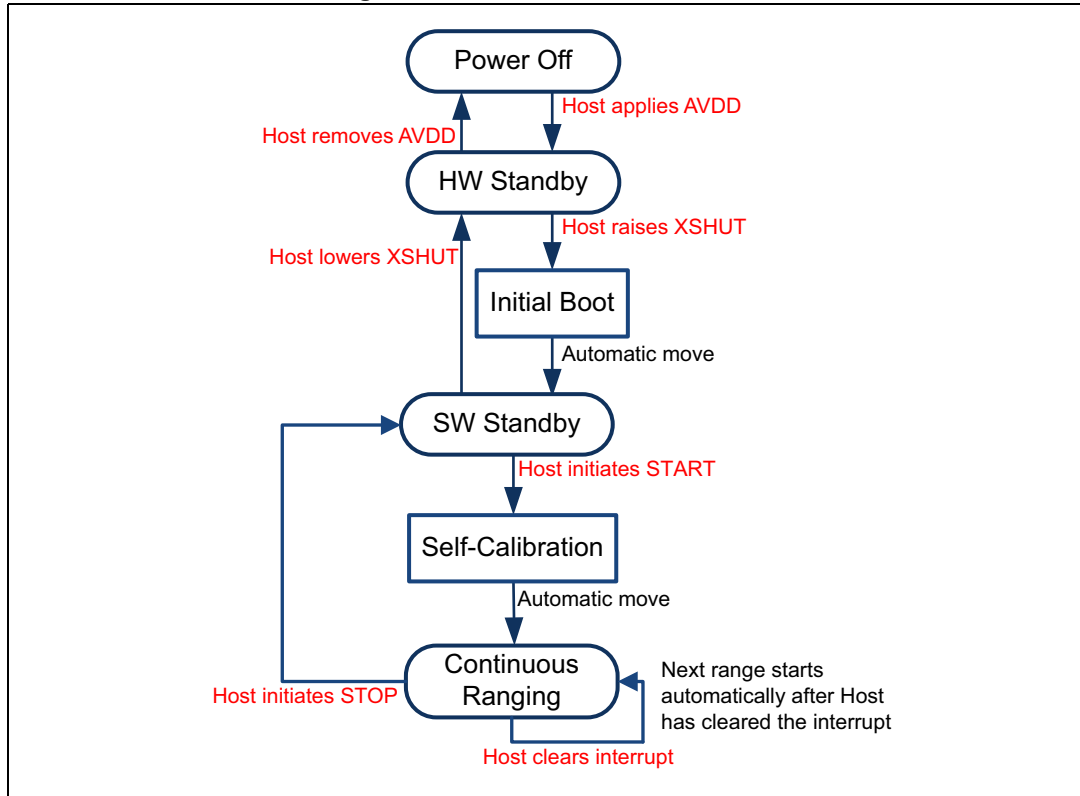 Power Off
Host applies AVDD
Host removes AVDD
HW Standby
Host raises XSHUT
Host lowers XSHUT
Initial Boot
Automatic move
SW Standby
Host initiates START
Self-Calibration
Automatic move
Continuous
Ranging
Next range starts
automatically after Host
has cleared the interrupt
Host initiates STOP
Host clears interrupt